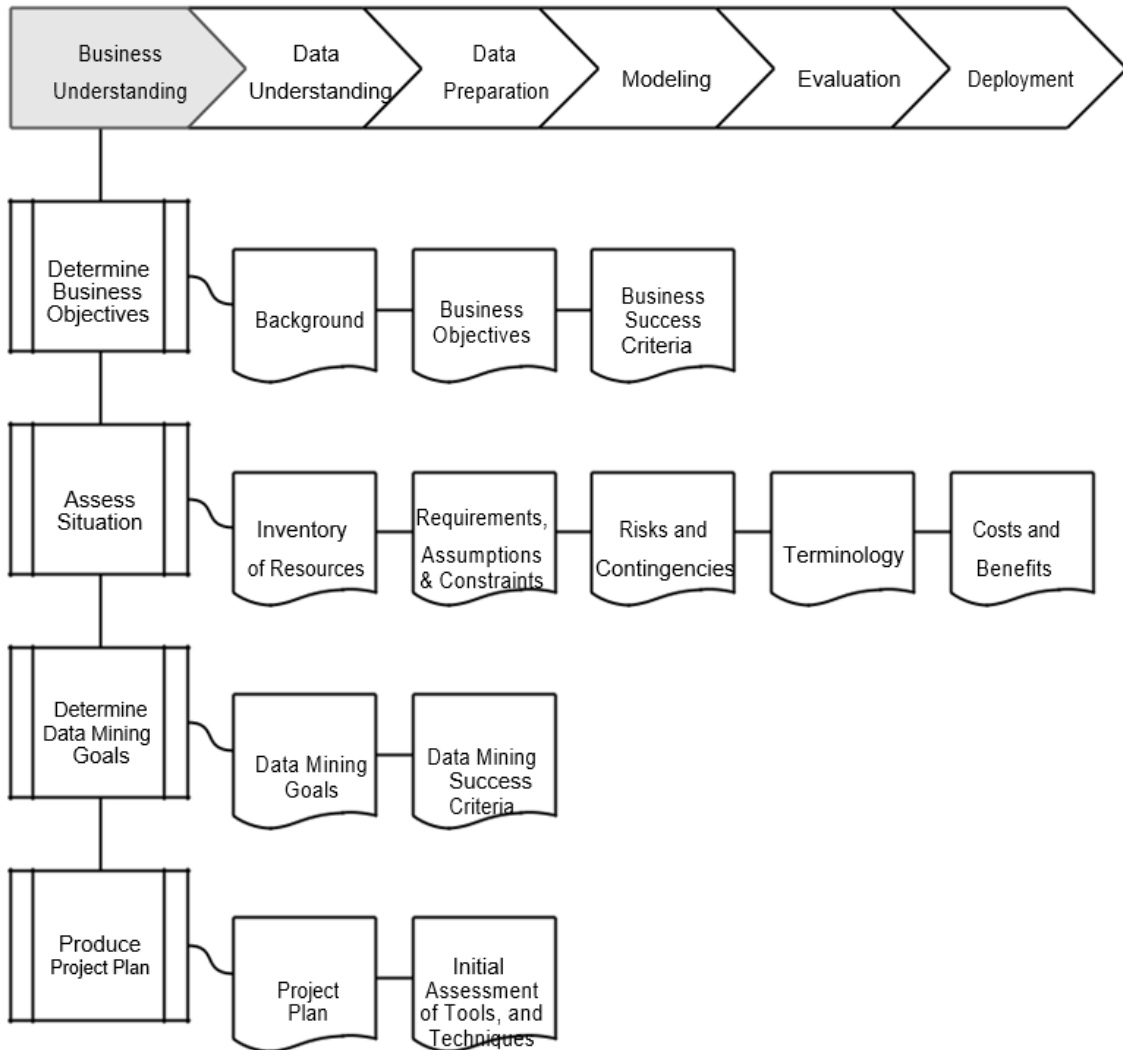 Business
Understanding
Data
Understanding
Data
Preparation
Modeling
Evaluation
Deployment
Determine
Business
Objectives
Background
Business
Objectives
Business
Success
Criteria
Assess
Situation
Inventory
of Resources
Requirements,
Assumptions
& Constraints
Risks and
Contingencies
Terminology
Costs and
Benefits
Determine
Data Mining
Goals
Data Mining
Goals
Data Mining
Success
Criteria
Produce
Project Plan
Project
Plan
Initial
Assessment
of Tools, and
Techniques